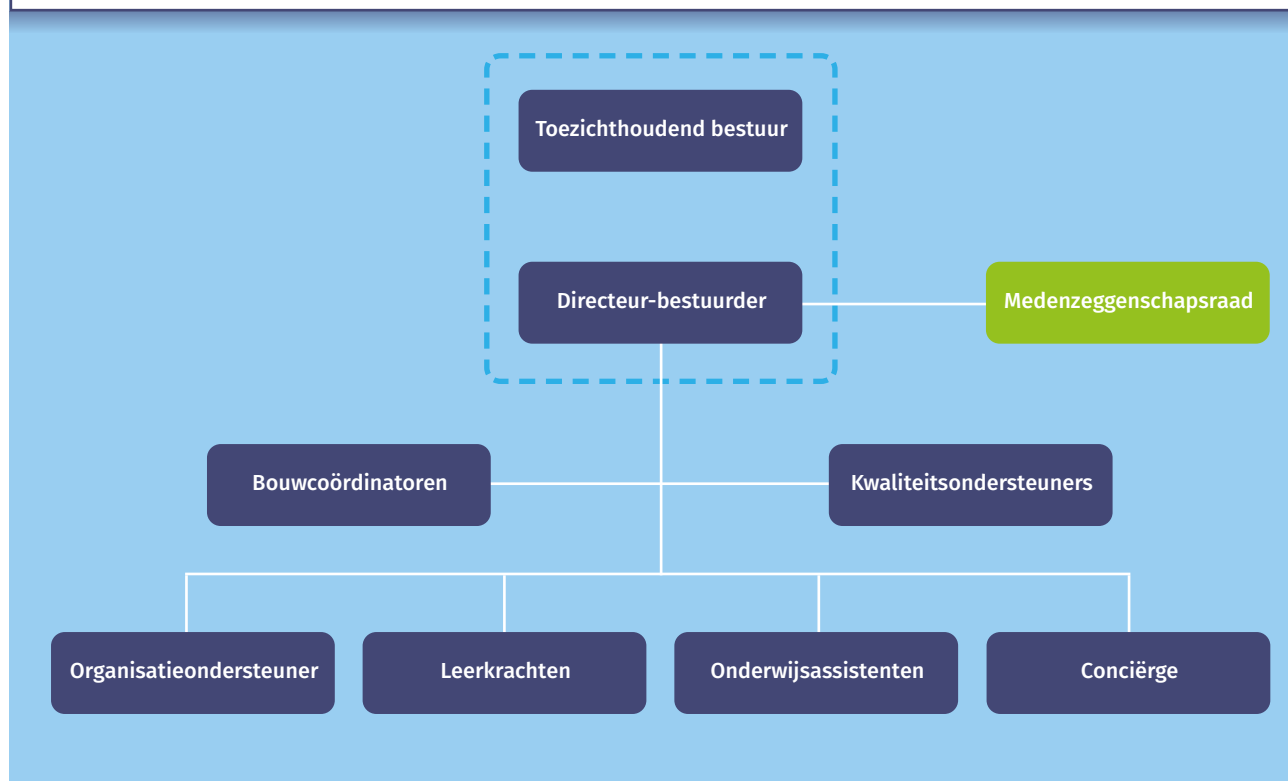 Toezichthoudend bestuur
Directeur-bestuurder
Medenzeggenschapsraad
Bouwcoördinatoren
Kwaliteitsondersteuners
Organisatieondersteuner
Leerkrachten
Onderwijsassistenten
Conciërge